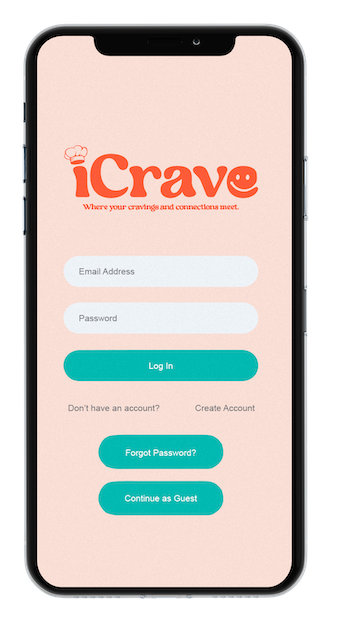 iCrave
Where your cravings and connections meet.
Email Address
Password
Log In
Don't have an account? Create Account
Forgot Password?
Continue as Guest